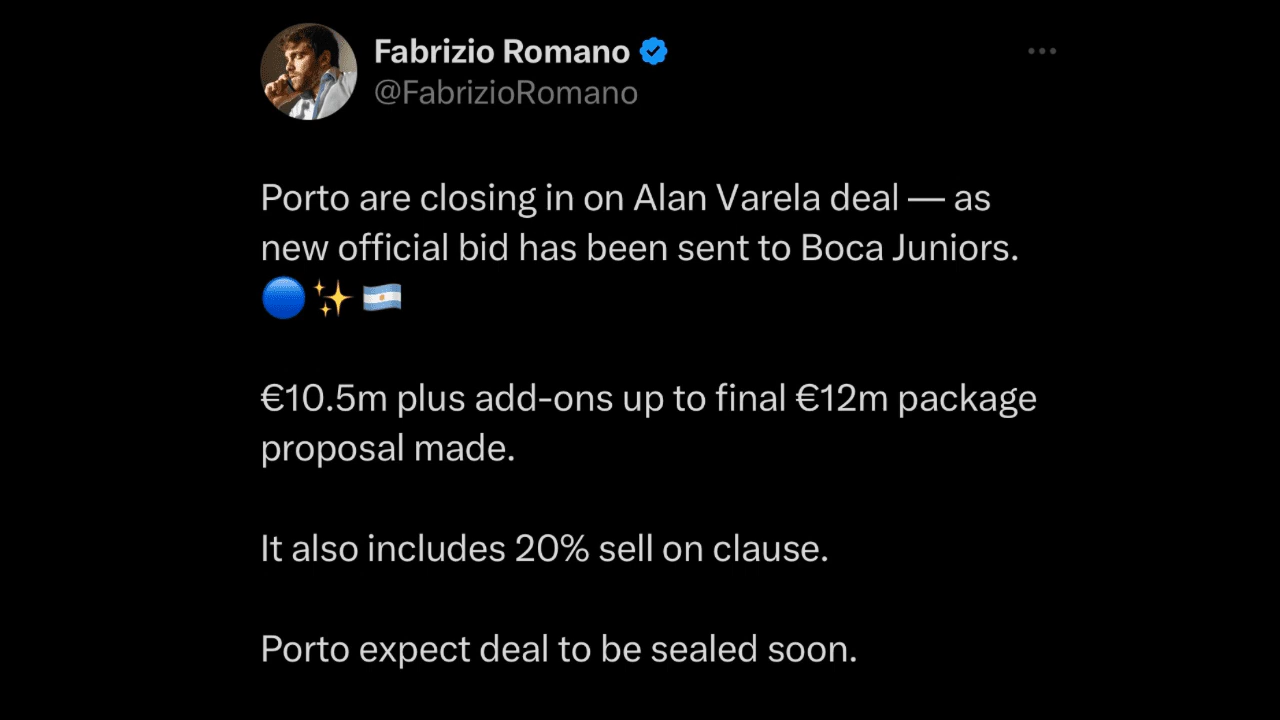 Fabrizio Romano
@FabrizioRomano
Porto are closing in on Alan Varela deal — as
new official bid has been sent to Boca Juniors.
🔵✨🇦🇷
€10.5m plus add-ons up to final €12m package
proposal made.
It also includes 20% sell on clause.
Porto expect deal to be sealed soon.